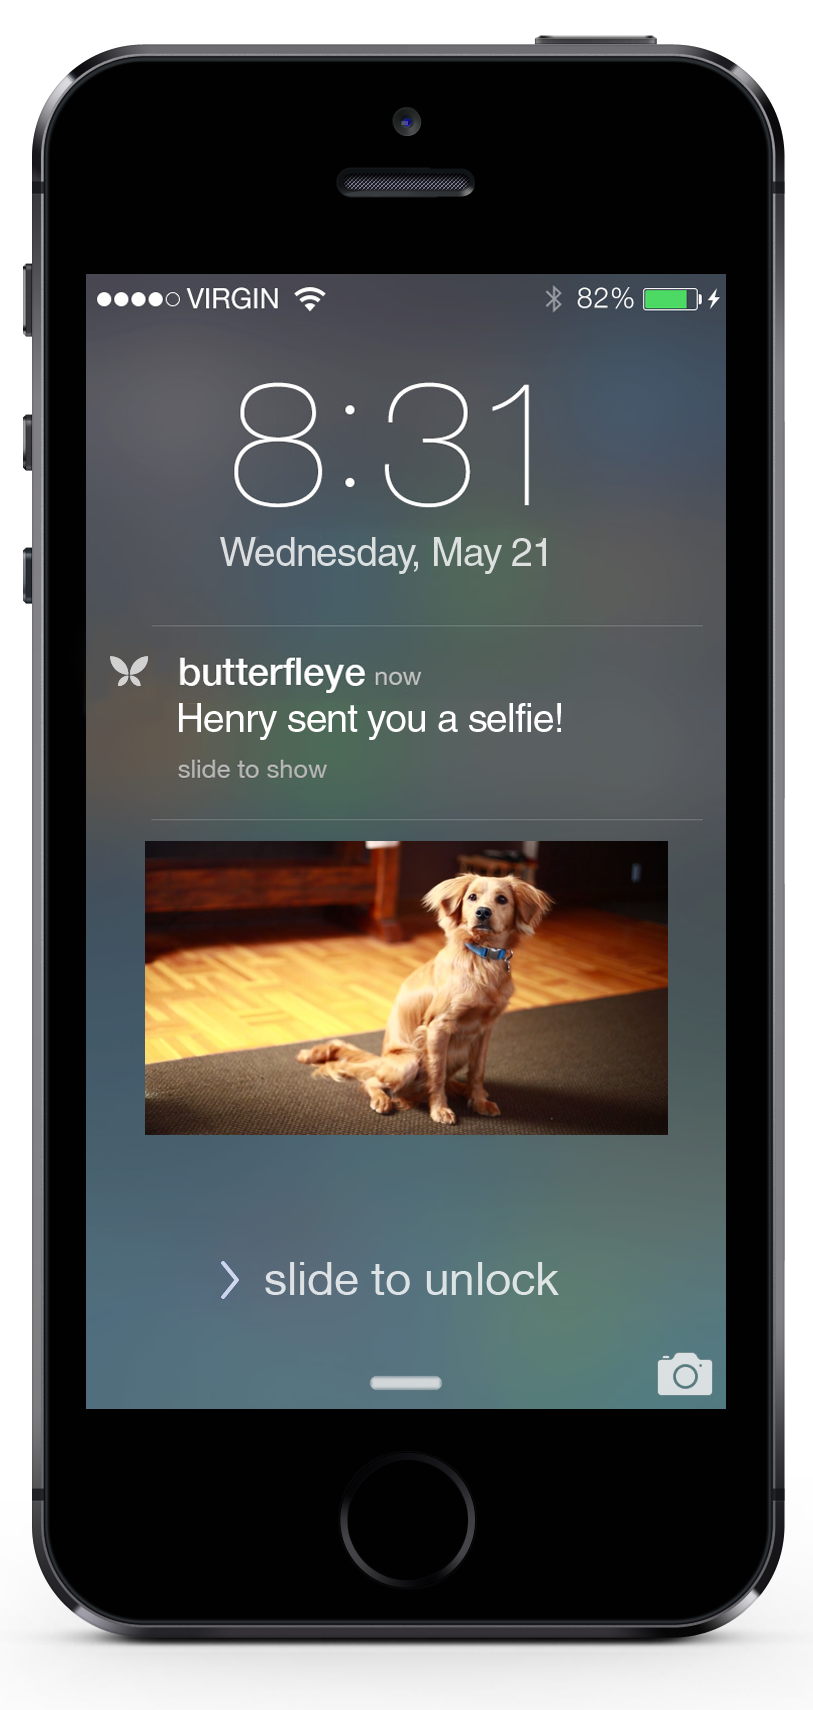 VIRGIN 82%
8:31
Wednesday, May 21
butterfleye now
Henry sent you a selfie!
slide to show
slide to unlock